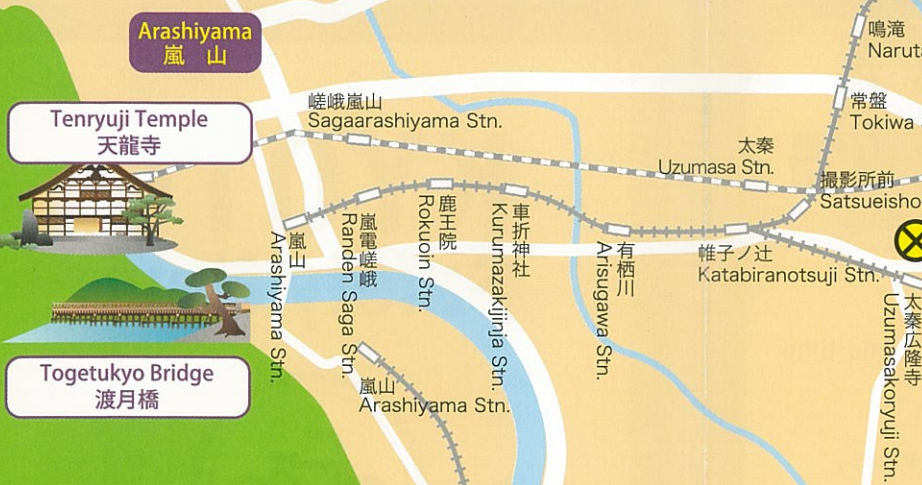 Arashiyama
嵐 山
鳴滝
Narut
Tenryuji Temple
天龍寺
嵯峨嵐山
Sagaarashiyama Stn.
常盤
Tokiwa
太秦
Uzumasa Stn.
撮影所前
Satsueisho
嵐山
Arashiyama Stn.
嵐電嵯峨
Randen Saga Stn.
鹿王院
Rokuoin Stn.
車折神社
Kurumazakijinja Stn.
有栖川
Arisugawa Stn.
帷子ノ辻
Katabiranotsuji Stn.
太秦広隆寺
Uzumasakoryuji Stn.
Togetukyo Bridge
渡月橋
嵐山
Arashiyama Stn.